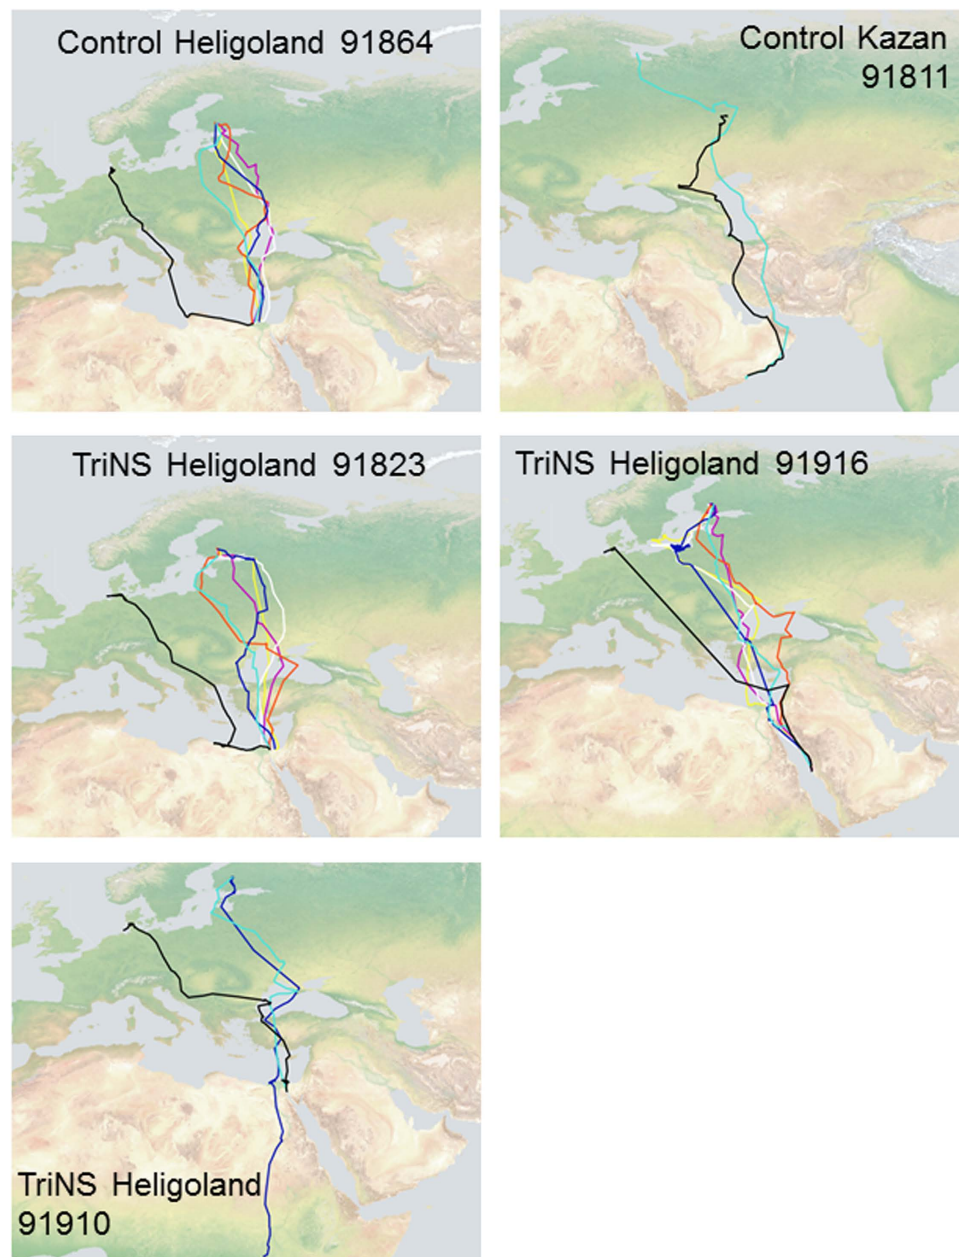 Control Heligoland 91864
Control Kazan
91811
TriNS Heligoland 91823
TriNS Heligoland 91916
TriNS Heligoland
91910